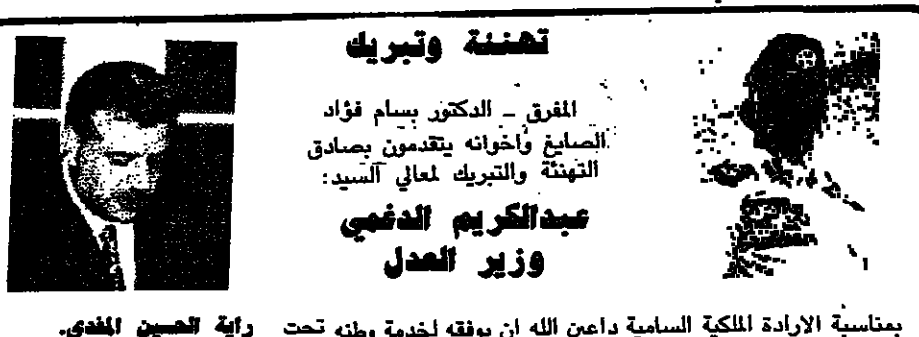 تهنئة وتبريك
المفرق - الدكتور بسام فؤاد
الصايغ واخوانه يتقدمون بصادق
التهنئة والتبريك لمعالي السيد:
عبدالكريم الدغمي
وزير العدل
بمناسبة الارادة الملكية السامية داعين الله ان يوفقه لخدمة وطنه تحت راية الحسين المفدى.